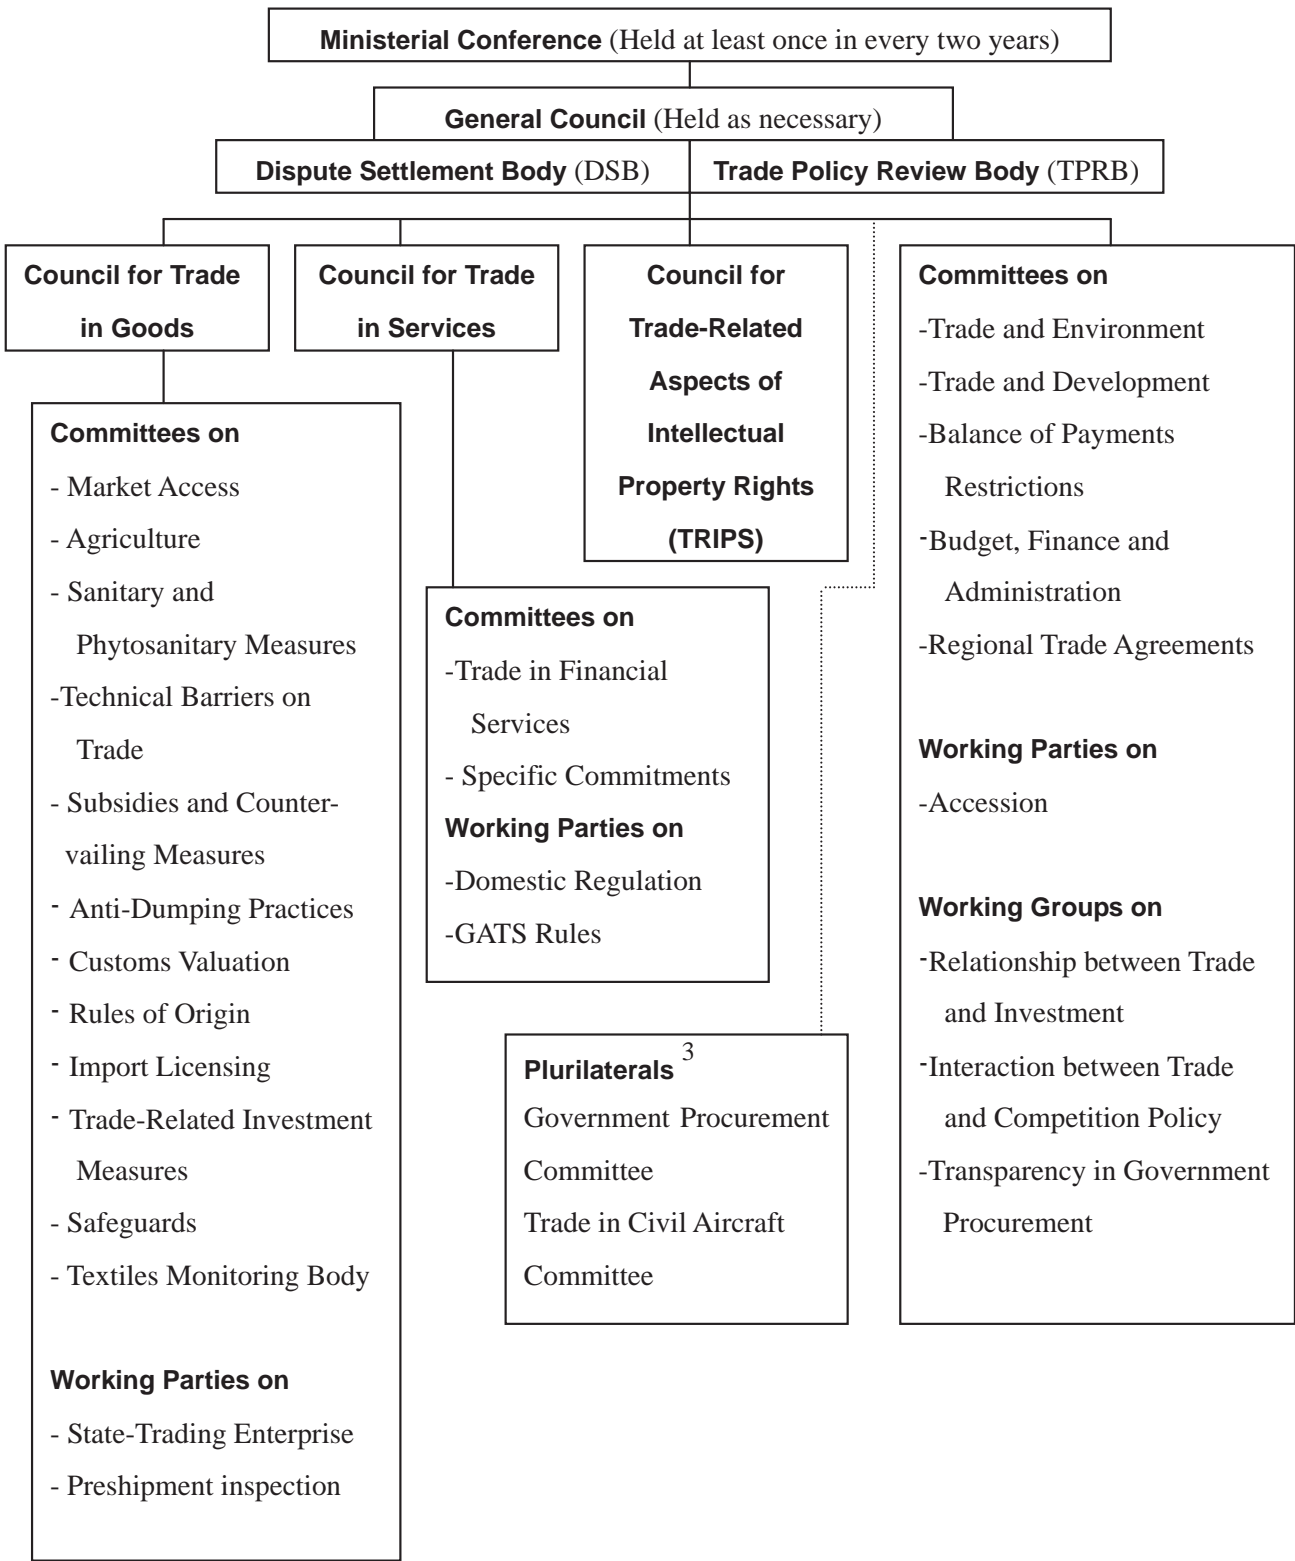 Ministerial Conference (Held at least once in every two years)
General Council (Held as necessary)
Dispute Settlement Body (DSB)
Trade Policy Review Body (TPRB)
Council for Trade
in Goods
Council for Trade
in Services
Council for
Trade-Related
Aspects of
Intellectual
Property Rights
(TRIPS)
Committees on
- Market Access
- Agriculture
- Sanitary and
Phytosanitary Measures
-Technical Barriers on
Trade
- Subsidies and Counter-
vailing Measures
- Anti-Dumping Practices
- Customs Valuation
- Rules of Origin
- Import Licensing
- Trade-Related Investment
Measures
- Safeguards
- Textiles Monitoring Body
Working Parties on
- State-Trading Enterprise
- Preshipment inspection
Committees on
-Trade in Financial
Services
- Specific Commitments
Working Parties on
-Domestic Regulation
-GATS Rules
Plurilaterals 3
Government Procurement
Committee
Trade in Civil Aircraft
Committee
Committees on
-Trade and Environment
-Trade and Development
-Balance of Payments
Restrictions
-Budget, Finance and
Administration
-Regional Trade Agreements
Working Parties on
-Accession
Working Groups on
-Relationship between Trade
and Investment
-Interaction between Trade
and Competition Policy
-Transparency in Government
Procurement